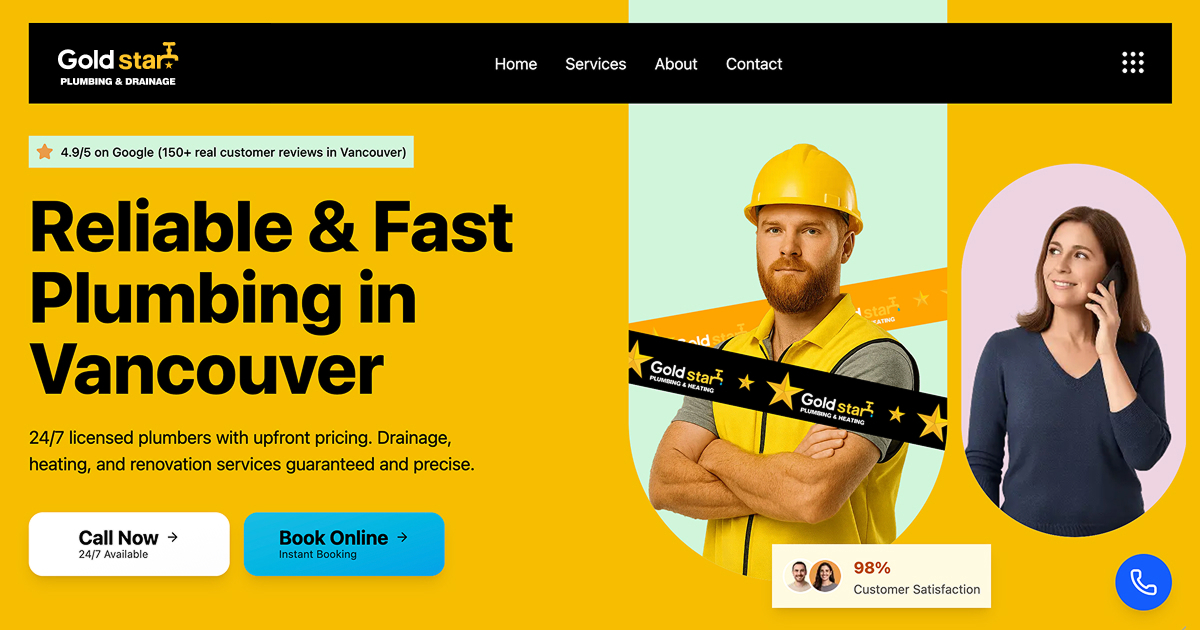 Gold star
PLUMBING & DRAINAGE
Home
Services
About
Contact
4.9/5 on Google (150+ real customer reviews in Vancouver)
Reliable & Fast
Plumbing in
Vancouver
24/7 licensed plumbers with upfront pricing. Drainage,
heating, and renovation services guaranteed and precise.
Call Now
24/7 Available
Book Online
Instant Booking
Gold star
PLUMBING & HEATING
Gold star
PLUMBING & HEATING
98%
Customer Satisfaction